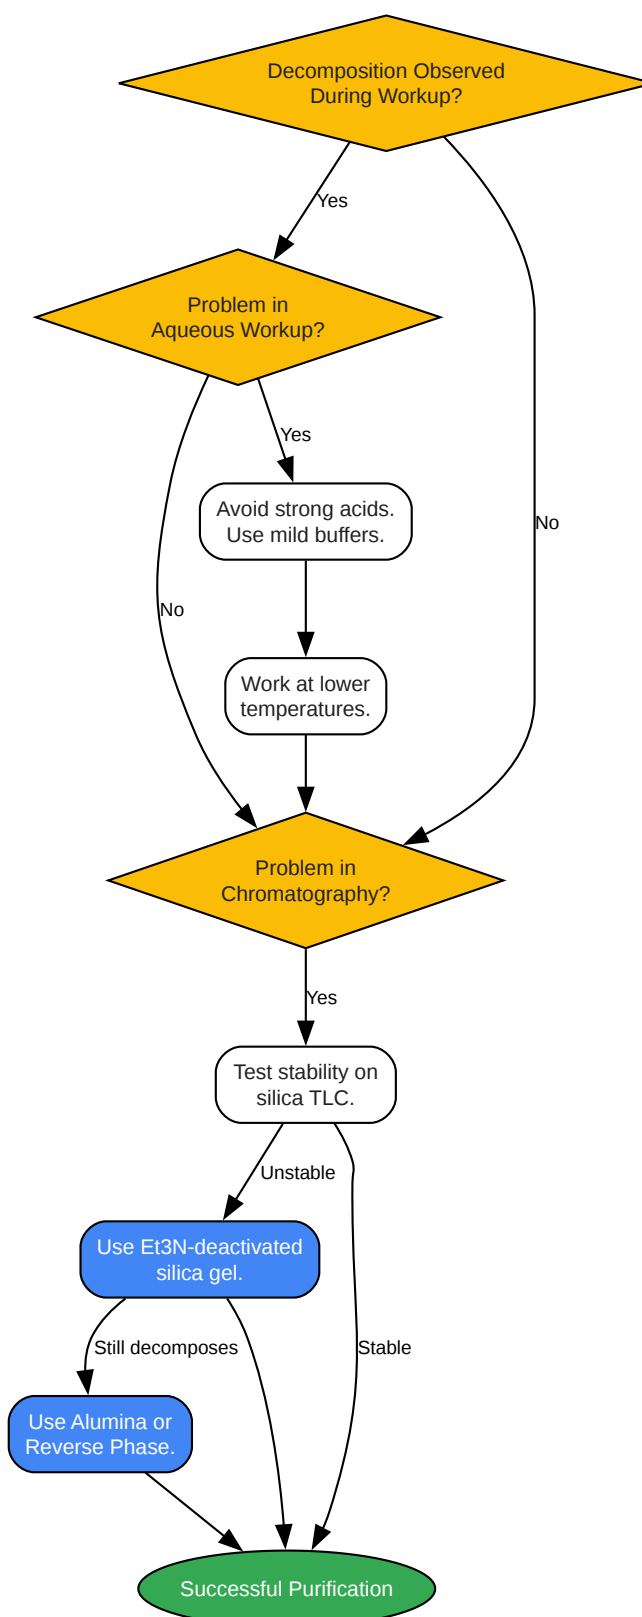 Decomposition Observed
During Workup?
Yes
Problem in
Aqueous Workup?
Yes
Avoid strong acids.
Use mild buffers.
No
No
Work at lower
temperatures.
Problem in
Chromatography?
Yes
Test stability on
silica TLC.
Unstable
Use Et3N-deactivated
silica gel.
Still decomposes
Stable
Use Alumina or
Reverse Phase.
Successful Purification